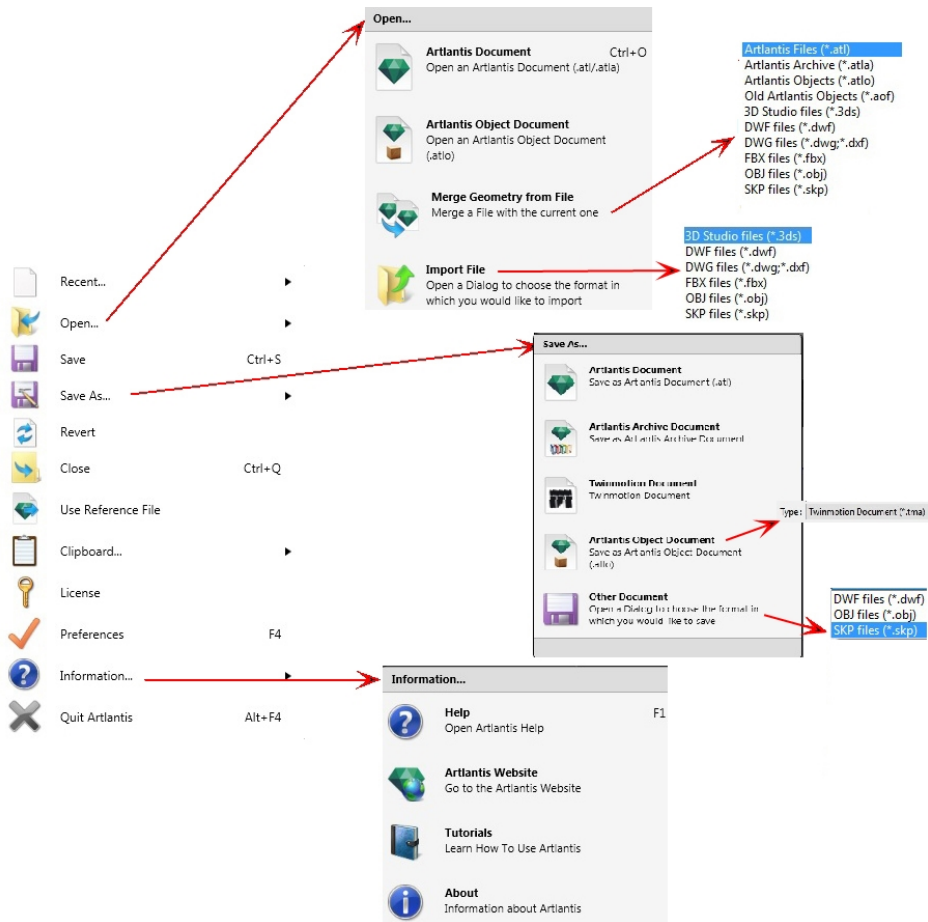 Open...
Artlantis Document Ctrl+O
Open an Artlantis Document (.atl/.atla)
Artlantis Object Document
Open an Artlantis Object Document
(.atlo)
Merge Geometry from File
Merge a File with the current one
Import File
Open a Dialog to choose the format in
which you would like to import
Artlantis Files (*.atl)
Artlantis Archive (*.atla)
Artlantis Objects (*.atlo)
Old Artlantis Objects (*.aof)
3D Studio files (*.3ds)
DWF files (*.dwf)
DWG files (*.dwg;*.dxf)
FBX files (*.fbx)
OBJ files (*.obj)
SKP files (*.skp)
3D Studio files (*.3ds)
DWF files (*.dwf)
DWG files (*.dwg;*.dxf)
FBX files (*.fbx)
OBJ files (*.obj)
SKP files (*.skp)
Recent...
Open...
Save Ctrl+S
Save As...
Revert
Close Ctrl+Q
Use Reference File
Clipboard...
License
Preferences F4
Information...
Quit Artlantis Alt+F4
Save As...
Artlantis Document
Save as Artlantis Document (.atl)
Artlantis Archive Document
Save as Artlantis Archive Document
Twinmotion Document
Twinmotion Document
Artlantis Object Document
Save as Artlantis Object Document
(.atlo)
Other Document
Open a Dialog to choose the format in
which you would like to save
Type: Twinmotion Document (*.tma)
DWF files (*.dwf)
OBJ files (*.obj)
SKP files (*.skp)
Information...
Help F1
Open Artlantis Help
Artlantis Website
Go to the Artlantis Website
Tutorials
Learn How To Use Artlantis
About
Information about Artlantis